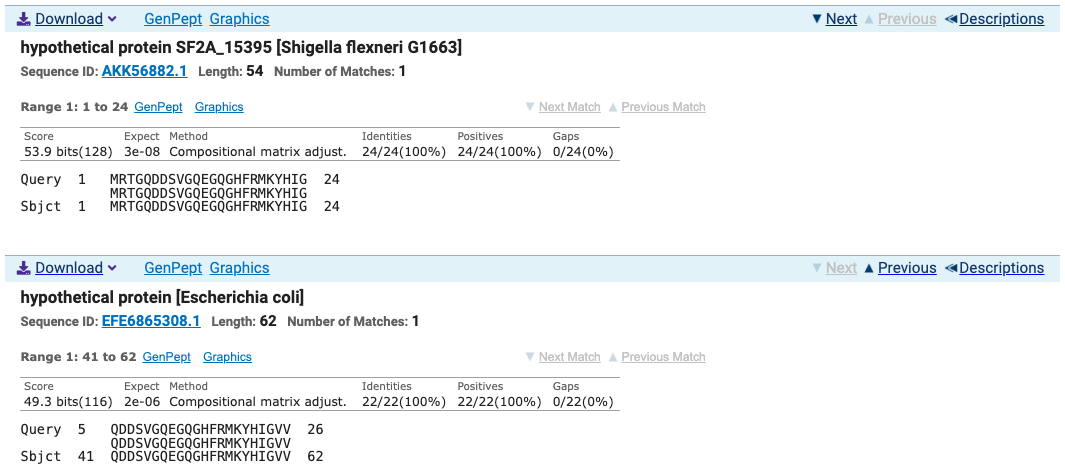 Download GenPept Graphics Next Previous Descriptions
hypothetical protein SF2A_15395 [Shigella flexneri G1663]
Sequence ID: AKK56882.1 Length: 54 Number of Matches: 1
Range 1: 1 to 24 GenPept Graphics Next Match Previous Match
Score Expect Method Identities Positives Gaps
53.9 bits(128) 3e-08 Compositional matrix adjust. 24/24(100%) 24/24(100%) 0/24(0%)
Query 1 MRTGQDDSVGQEGQGHFRMKYHIG 24
MRTGQDDSVGQEGQGHFRMKYHIG
Sbjct 1 MRTGQDDSVGQEGQGHFRMKYHIG 24
Download GenPept Graphics Next Previous Descriptions
hypothetical protein [Escherichia coli]
Sequence ID: EFE6865308.1 Length: 62 Number of Matches: 1
Range 1: 41 to 62 GenPept Graphics Next Match Previous Match
Score Expect Method Identities Positives Gaps
49.3 bits(116) 2e-06 Compositional matrix adjust. 22/22(100%) 22/22(100%) 0/22(0%)
Query 5 QDDSVGQEGQGHFRMKYHIGVV 26
QDDSVGQEGQGHFRMKYHIGVV
Sbjct 41 QDDSVGQEGQGHFRMKYHIGVV 62